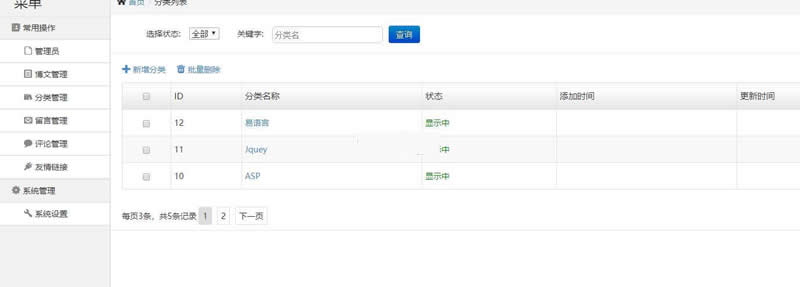 菜单
首页 / 分类列表
常用操作
管理员
博文管理
分类管理
留言管理
评论管理
友情链接
系统管理
系统设置
选择状态: 全部 关键字: 分类名 查询
新增分类 批量删除
ID 分类名称 状态 添加时间 更新时间
12 易语言 显示中
11 Jquey 中
10 ASP 显示中
每页3条，共5条记录 1 2 下一页